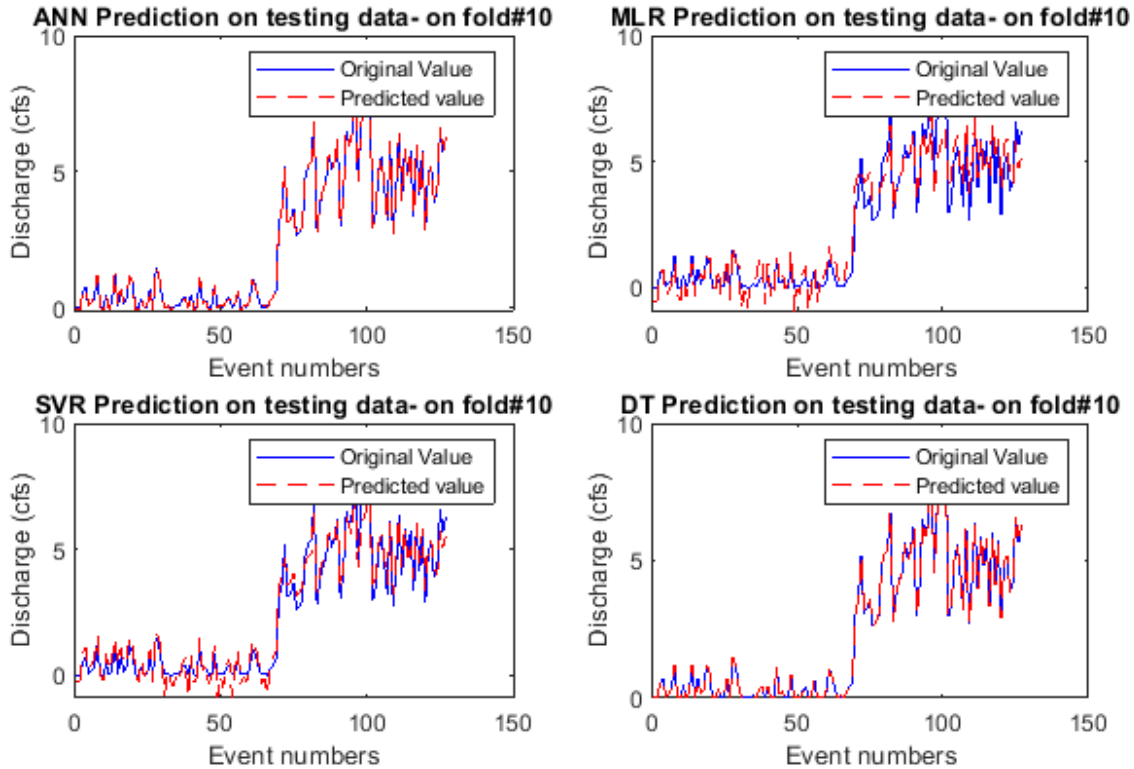 ANN Prediction on testing data- on fold#10
10
5
0
Discharge (cfs)
Original Value
Predicted value
0
50
100
150
Event numbers
MLR Prediction on testing data- on fold#10
10
5
0
Discharge (cfs)
Original Value
Predicted value
0
50
100
150
Event numbers
SVR Prediction on testing data- on fold#10
10
5
0
Discharge (cfs)
Original Value
Predicted value
0
50
100
150
Event numbers
DT Prediction on testing data- on fold#10
10
5
0
Discharge (cfs)
Original Value
Predicted value
0
50
100
150
Event numbers